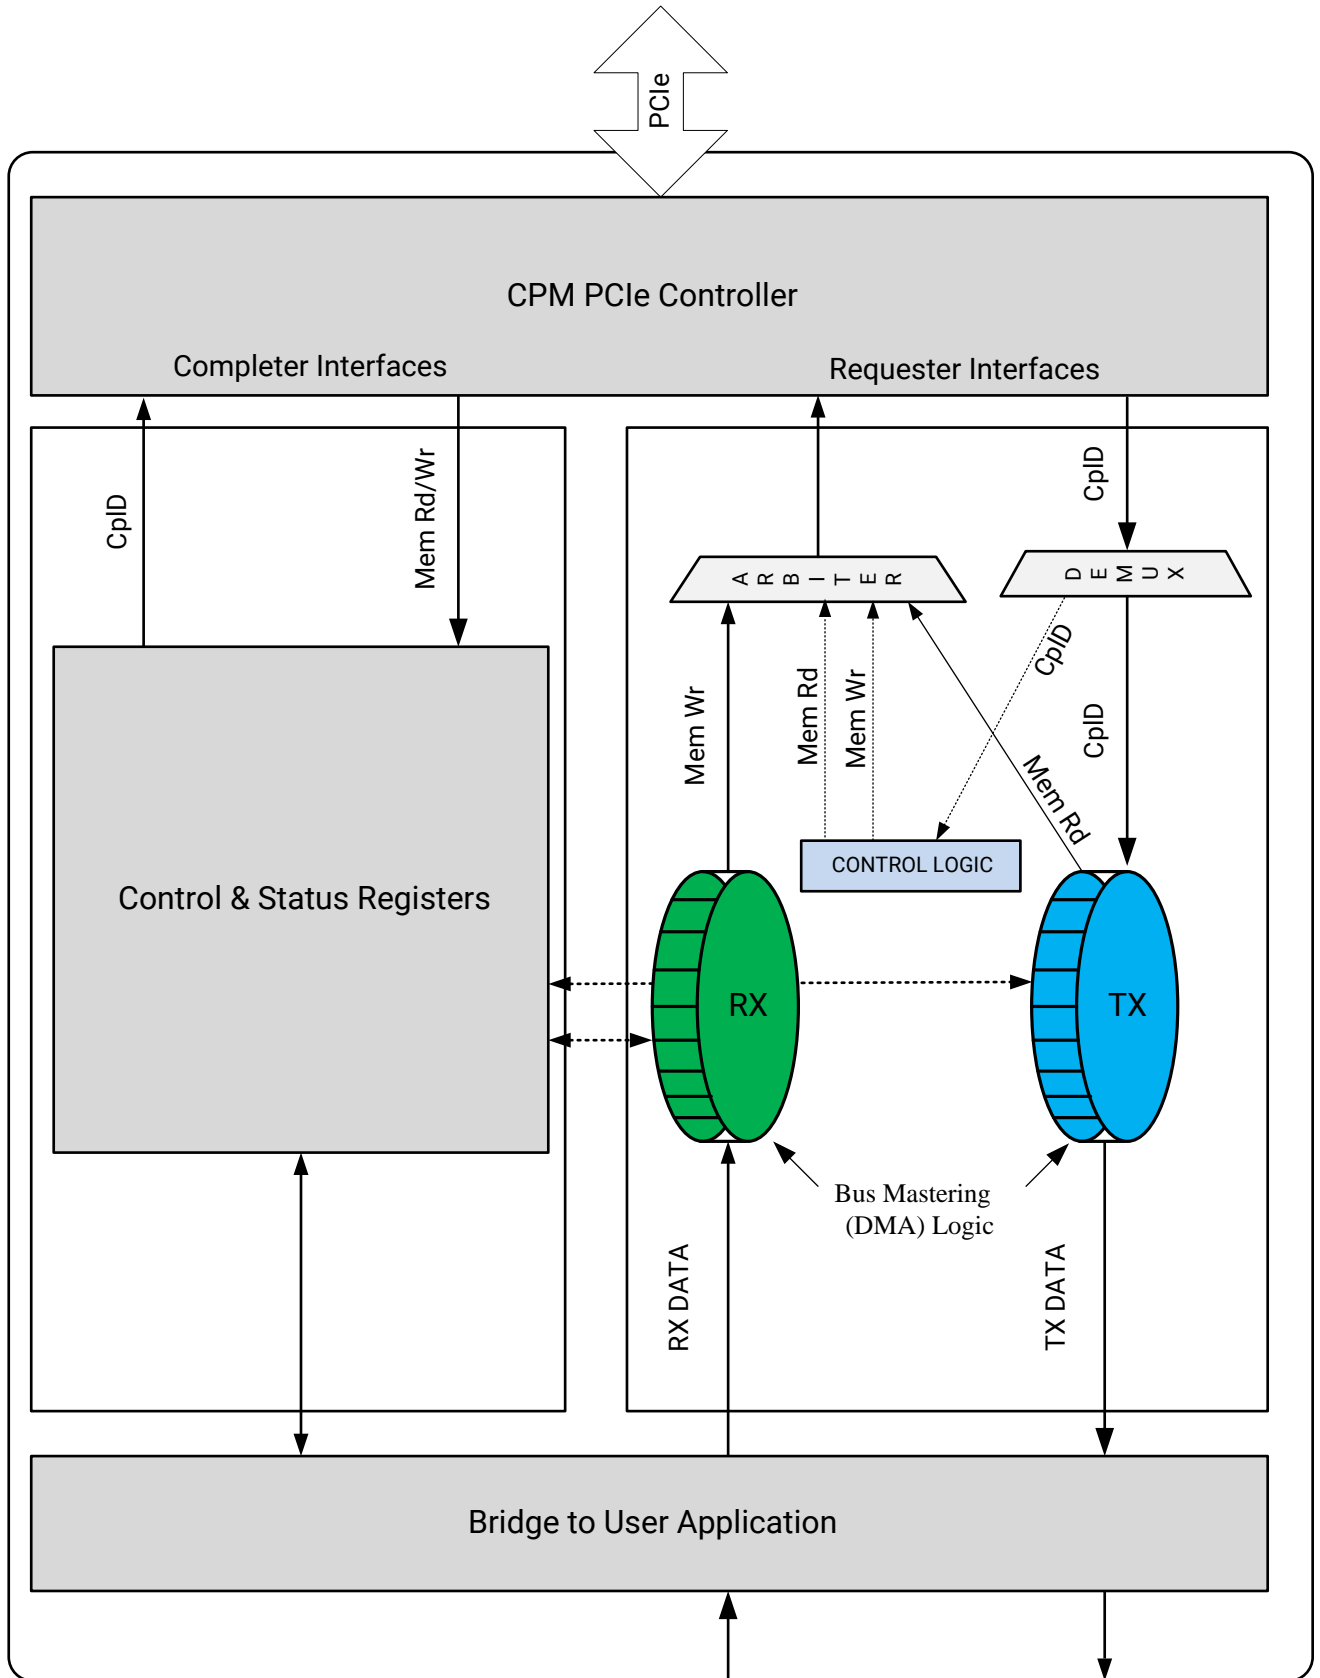 PCIe
CPM PCIe Controller
Completer Interfaces
Requester Interfaces
CplD
Mem Rd/Wr
CplD
ARBITER
DEMUX
CplD
Mem Wr
Mem Rd
Mem Wr
CplD
Mem Rd
CONTROL LOGIC
Control & Status Registers
RX
TX
Bus Mastering
(DMA) Logic
RX DATA
TX DATA
Bridge to User Application